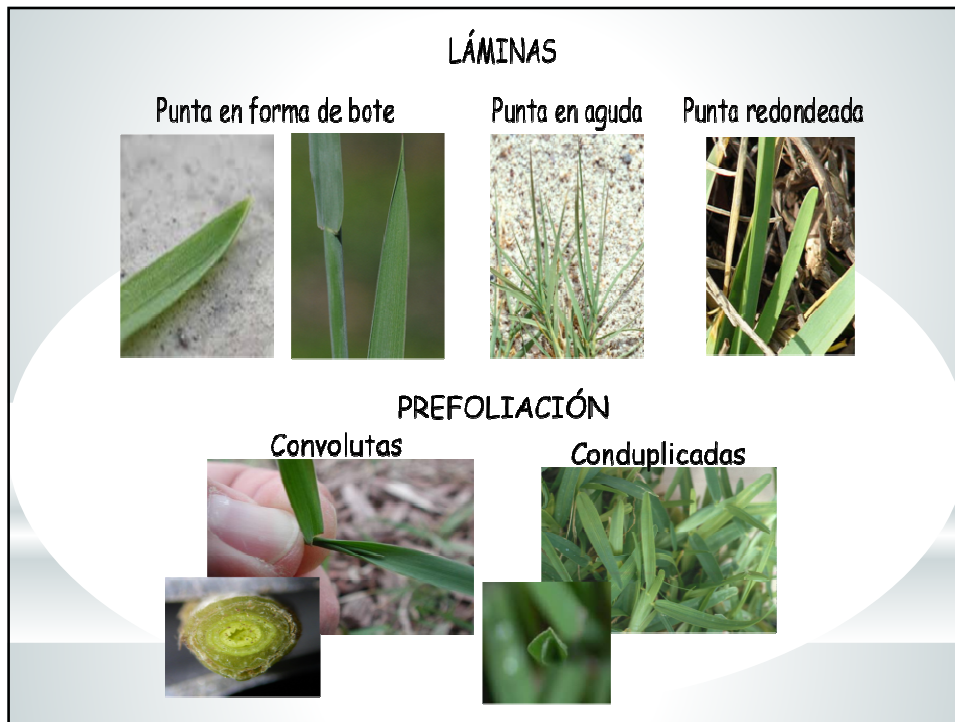 LÁMINAS
Punta en forma de bote
Punta en aguda
Punta redondeada
PREFOLIACIÓN
Convolutas
Conduplicadas